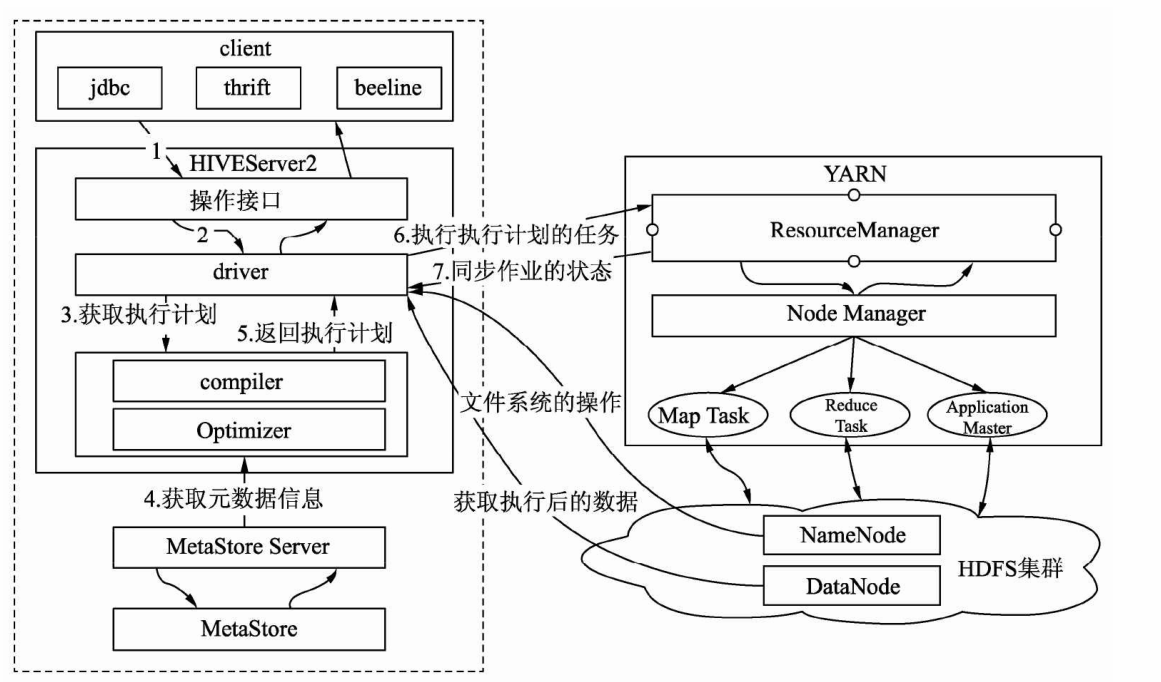 client
jdbc
thrift
beeline
1
HIVEServer2
操作接口
2
driver
3.获取执行计划
5.返回执行计划
compiler
Optimizer
4.获取元数据信息
MetaStore Server
MetaStore
6.执行执行计划的任务
7.同步作业的状态
文件系统的操作
获取执行后的数据
YARN
ResourceManager
Node Manager
Map Task
Reduce
Task
Application
Master
NameNode
DataNode
HDFS集群